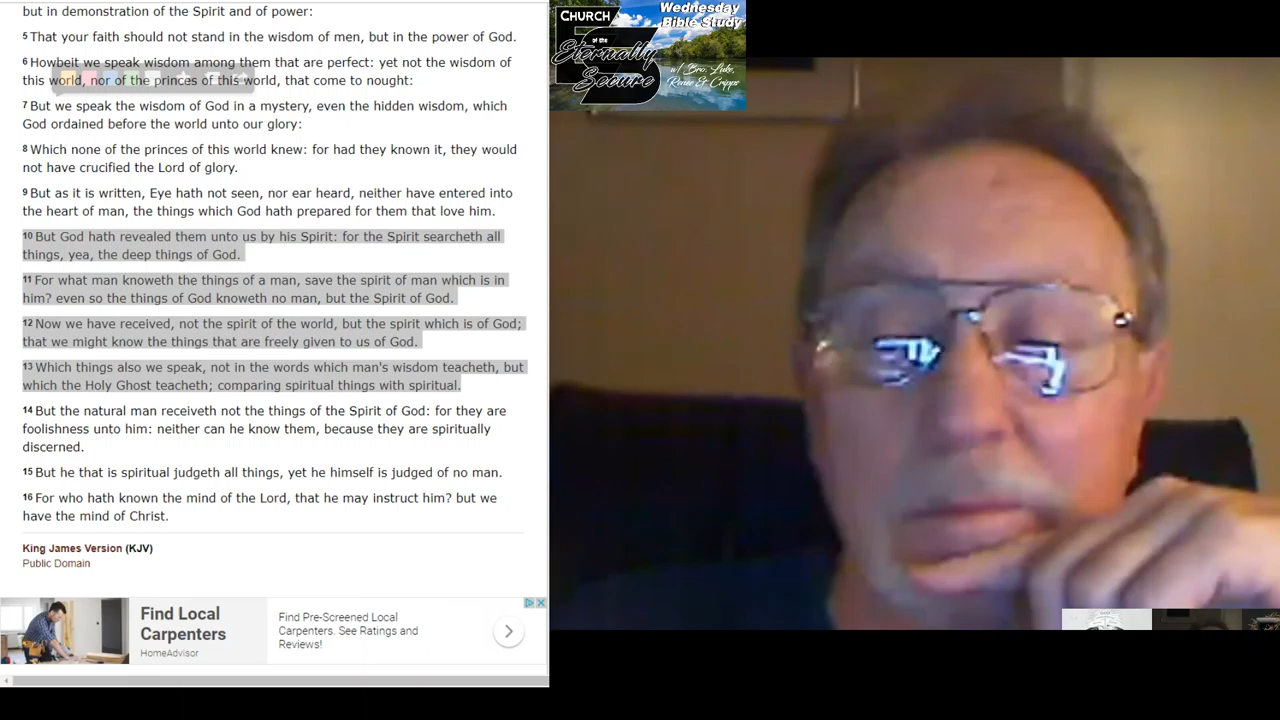 but in demonstration of the Spirit and of power:
5 That your faith should not stand in the wisdom of men, but in the power of God.
6 Howbeit we speak wisdom among them that are perfect: yet not the wisdom of
this world, nor of the princes of this world, that come to nought:
7 But we speak the wisdom of God in a mystery, even the hidden wisdom, which
God ordained before the world unto our glory:
8 Which none of the princes of this world knew: for had they known it, they would
not have crucified the Lord of glory.
9 But as it is written, Eye hath not seen, nor ear heard, neither have entered into
the heart of man, the things which God hath prepared for them that love him.
10 But God hath revealed them unto us by his Spirit: for the Spirit searcheth all
things, yea, the deep things of God.
11 For what man knoweth the things of a man, save the spirit of man which is in
him? even so the things of God knoweth no man, but the Spirit of God.
12 Now we have received, not the spirit of the world, but the spirit which is of God;
that we might know the things that are freely given to us of God.
13 Which things also we speak, not in the words which man's wisdom teacheth, but
which the Holy Ghost teacheth; comparing spiritual things with spiritual.
14 But the natural man receiveth not the things of the Spirit of God: for they are
foolishness unto him: neither can he know them, because they are spiritually
discerned.
15 But he that is spiritual judgeth all things, yet he himself is judged of no man.
16 For who hath known the mind of the Lord, that he may instruct him? but we
have the mind of Christ.
King James Version (KJV)
Public Domain
Find Local
Carpenters
HomeAdvisor
Find Pre-Screened Local
Carpenters. See Ratings and
Reviews!
CHURCH
of the
Eternally
Secure
Wednesday
Bible Study
w/ Bro. Luke,
Renée & Cripps